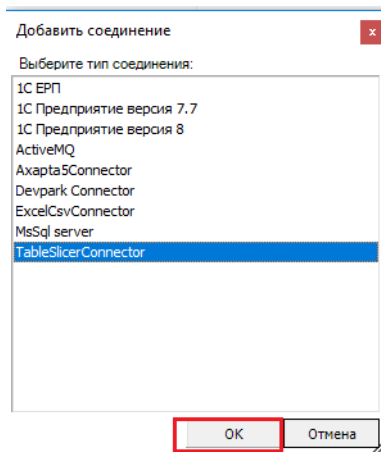 Добавить соединение
x
Выберите тип соединения:
1С ЕРП
1С Предприятие версия 7.7
1С Предприятие версия 8
ActiveMQ
Axapta5Connector
Devpark Connector
ExcelCsvConnector
MsSql server
TableSlicerConnector
ОК Отмена